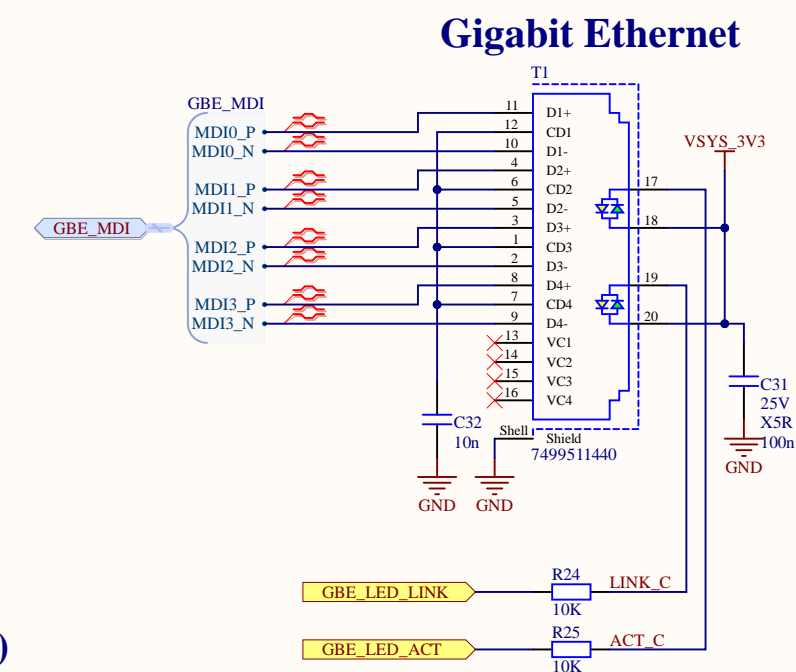 Gigabit Ethernet
T1
GBE_MDI
MDI0_P
MDI0_N
MDI1_P
MDI1_N
MDI2_P
MDI2_N
MDI3_P
MDI3_N
GBE_MDI
11 D1+
12 CD1
10 D1-
4 D2+
6 CD2
5 D2-
3 D3+
1 CD3
2 D3-
8 D4+
7 CD4
9 D4-
13 VC1
14 VC2
15 VC3
16 VC4
Shell Shield
7499511440
17
18
19
20
VSYS_3V3
C31
25V
X5R
100n
GND
C32
10n
GND
GND
GBE_LED_LINK
R24
10K
LINK_C
GBE_LED_ACT
R25
10K
ACT_C
)